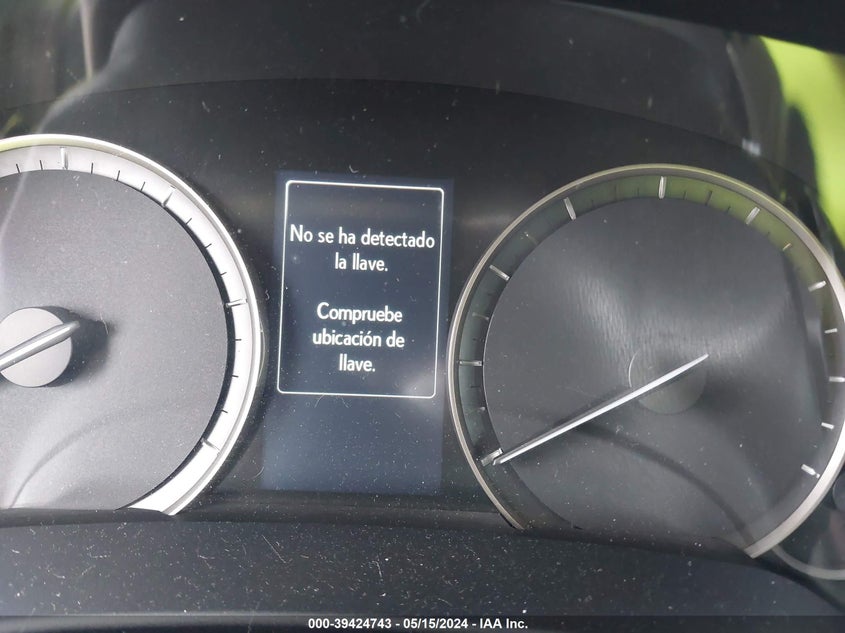 No se ha detectado
la llave.
Compruebe
ubicación de
llave.
000-39424743 - 05/15/2024 - IAA Inc.